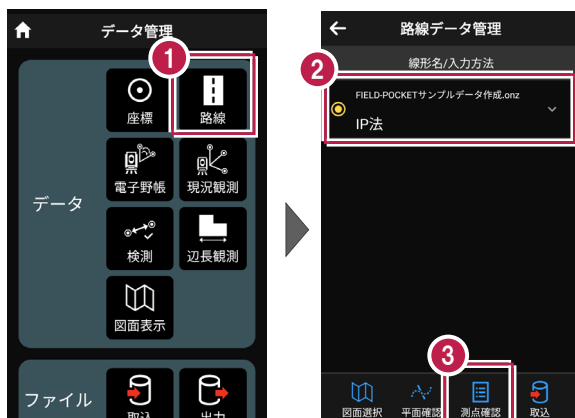 データ管理
1
座標
路線
電子野帳
現況観測
データ
検測
辺長観測
図面表示
ファイル
取込
出力
路線データ管理
線形名/入力方法
2
FIELD-POCKETサンプルデータ作成.onz
IP法
3
図面選択
平面確認
測点確認
取込